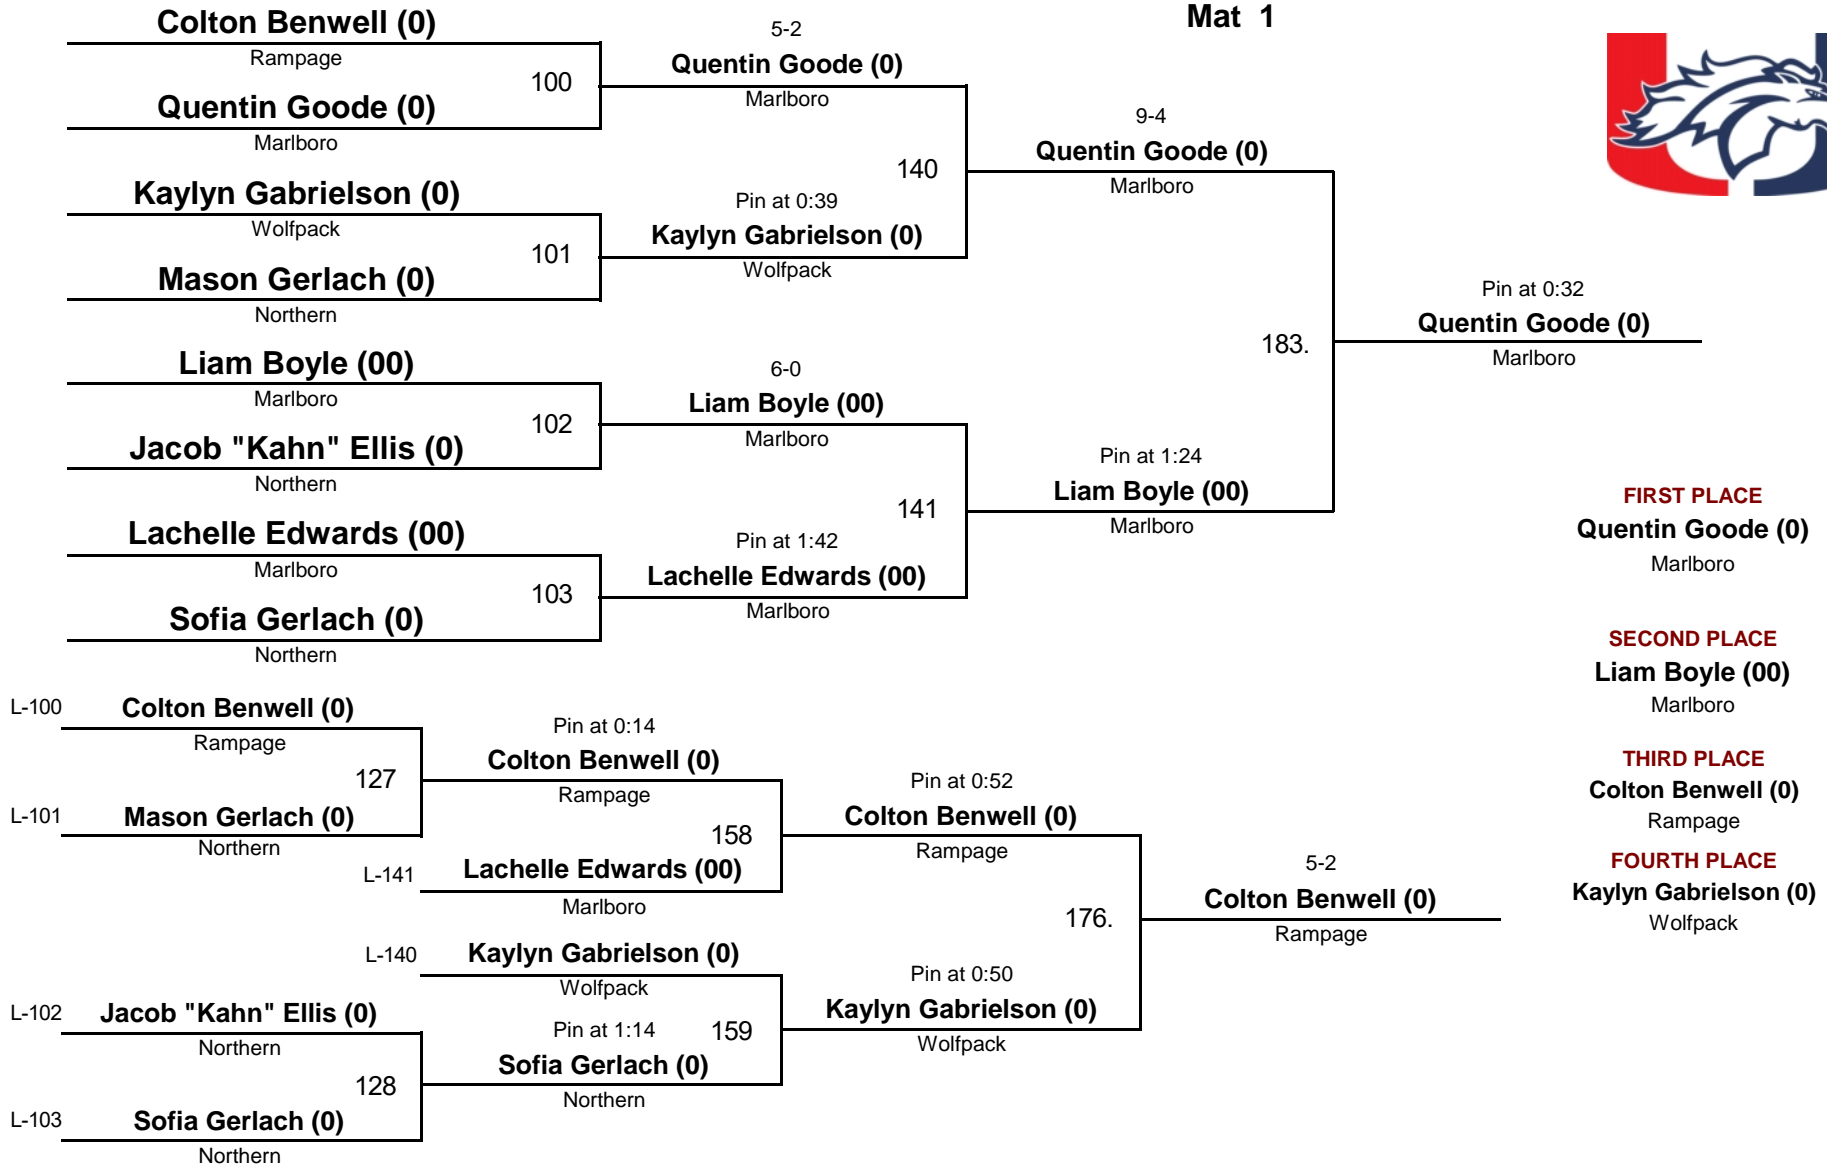 Mat 1
Colton Benwell (0)
Rampage
100
Quentin Goode (0)
Marlboro
Kaylyn Gabrielson (0)
Wolfpack
101
Mason Gerlach (0)
Northern
Liam Boyle (00)
Marlboro
102
Jacob "Kahn" Ellis (0)
Northern
Lachelle Edwards (00)
Marlboro
103
Sofia Gerlach (0)
Northern
5-2
Quentin Goode (0)
Marlboro
140
Pin at 0:39
Kaylyn Gabrielson (0)
Wolfpack
6-0
Liam Boyle (00)
Marlboro
141
Pin at 1:42
Lachelle Edwards (00)
Marlboro
9-4
Quentin Goode (0)
Marlboro
183.
Pin at 1:24
Liam Boyle (00)
Marlboro
Pin at 0:32
Quentin Goode (0)
Marlboro
L-100
Colton Benwell (0)
Rampage
127
L-101
Mason Gerlach (0)
Northern
Pin at 0:14
Colton Benwell (0)
Rampage
158
L-141
Lachelle Edwards (00)
Marlboro
L-140
Kaylyn Gabrielson (0)
Wolfpack
L-102
Jacob "Kahn" Ellis (0)
Northern
128
L-103
Sofia Gerlach (0)
Northern
Pin at 1:14
159
Sofia Gerlach (0)
Northern
Pin at 0:52
Colton Benwell (0)
Rampage
176.
Pin at 0:50
Kaylyn Gabrielson (0)
Wolfpack
5-2
Colton Benwell (0)
Rampage
FIRST PLACE
Quentin Goode (0)
Marlboro
SECOND PLACE
Liam Boyle (00)
Marlboro
THIRD PLACE
Colton Benwell (0)
Rampage
FOURTH PLACE
Kaylyn Gabrielson (0)
Wolfpack